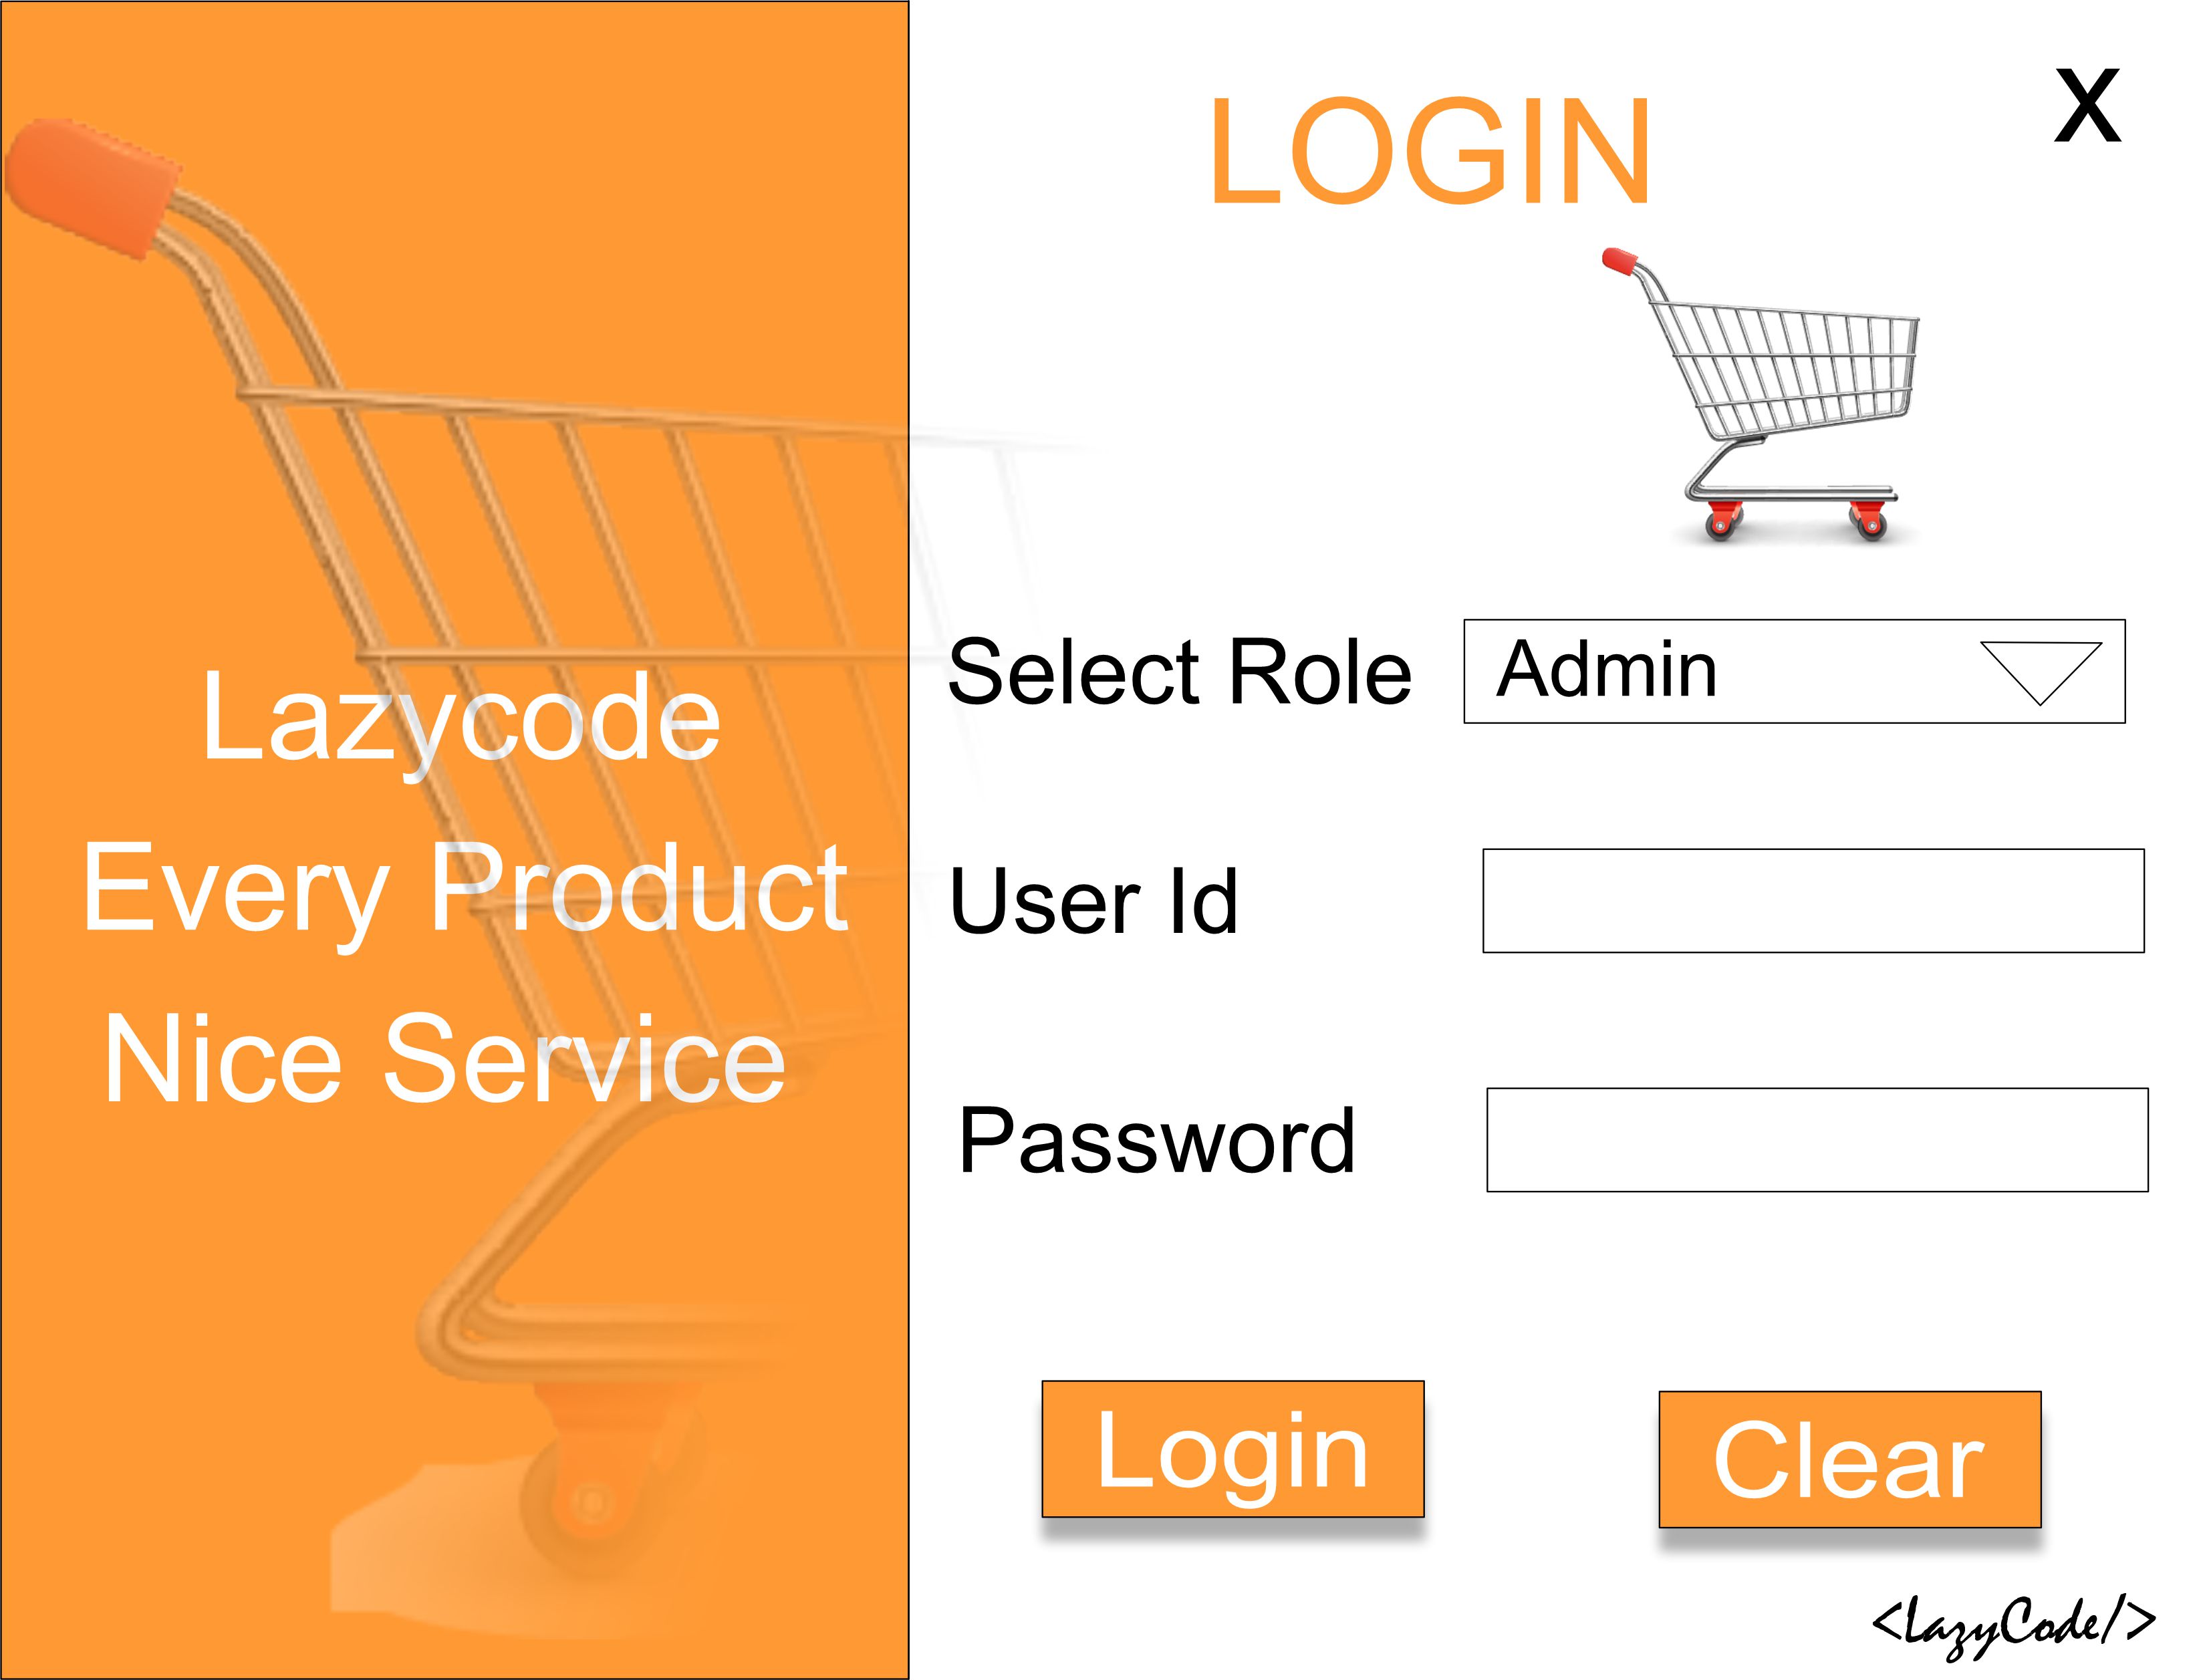 LOGIN
X
Lazycode
Every Product
Nice Service
Select Role
Admin
User Id
Password
Login
Clear
<LazyCode/>